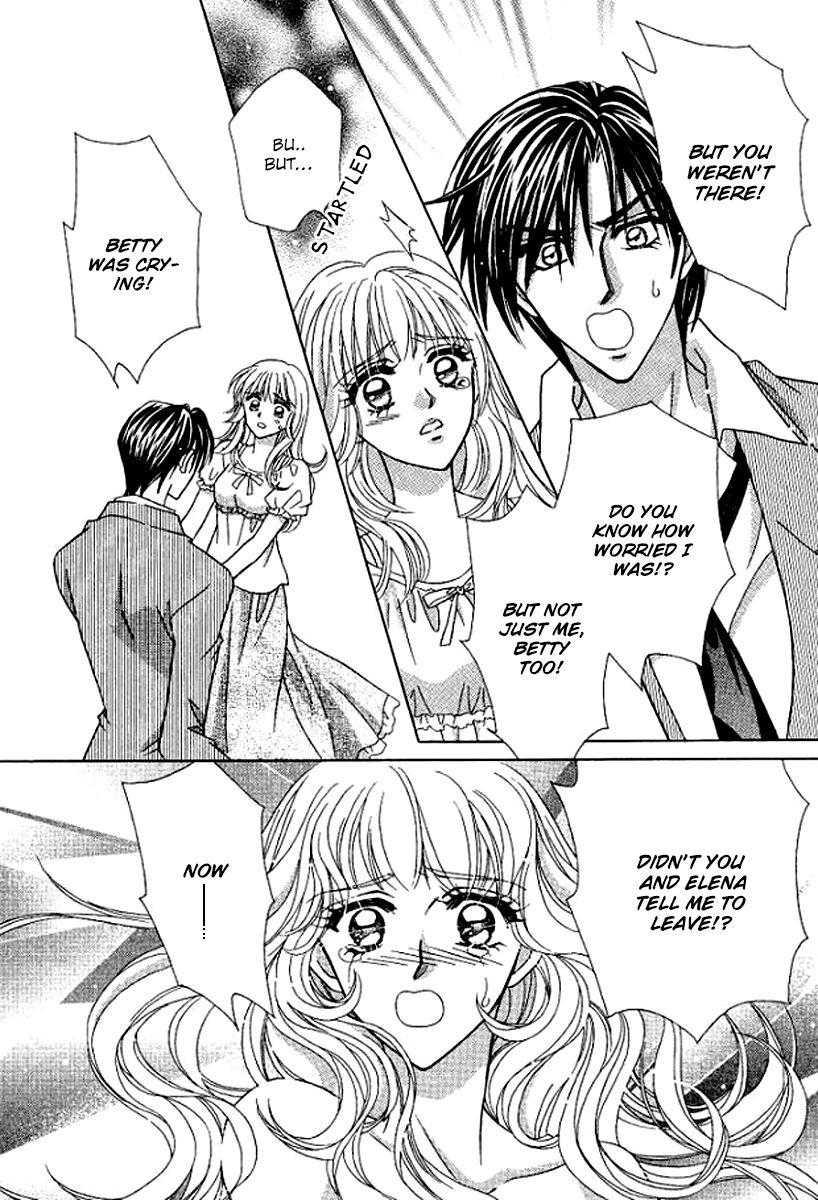 BUT YOU
WEREN'T
THERE!
DO YOU
KNOW HOW
WORRIED I
WAS!?
BUT NOT
JUST ME,
BETTY
TOO!
BU..
BUT...
STARTLED
BETTY
WAS CRY-
ING!
DIDN'T YOU
AND ELENA
TELL ME TO
LEAVE!?
NOW